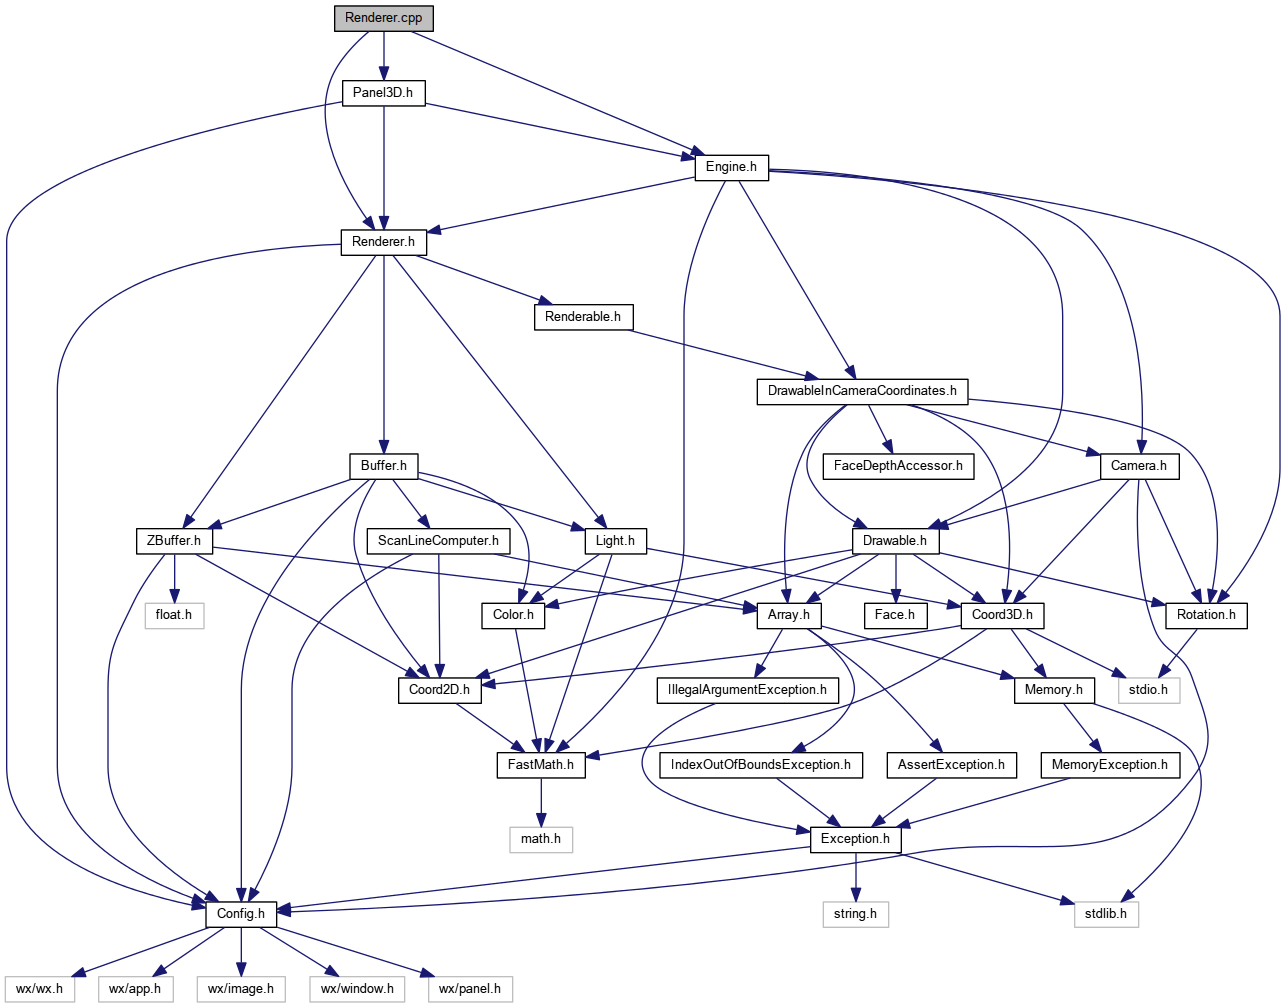 Renderer.cpp
Panel3D.h
Engine.h
Renderer.h
Renderable.h
DrawableInCameraCoordinates.h
Buffer.h
FaceDepthAccessor.h
Camera.h
ZBuffer.h
ScanLineComputer.h
Light.h
Drawable.h
float.h
Color.h
Array.h
Face.h
Coord3D.h
Rotation.h
Coord2D.h
IllegalArgumentException.h
Memory.h
stdio.h
FastMath.h
IndexOutOfBoundsException.h
AssertException.h
MemoryException.h
math.h
Exception.h
Config.h
string.h
stdlib.h
wx/wx.h
wx/app.h
wx/image.h
wx/window.h
wx/panel.h